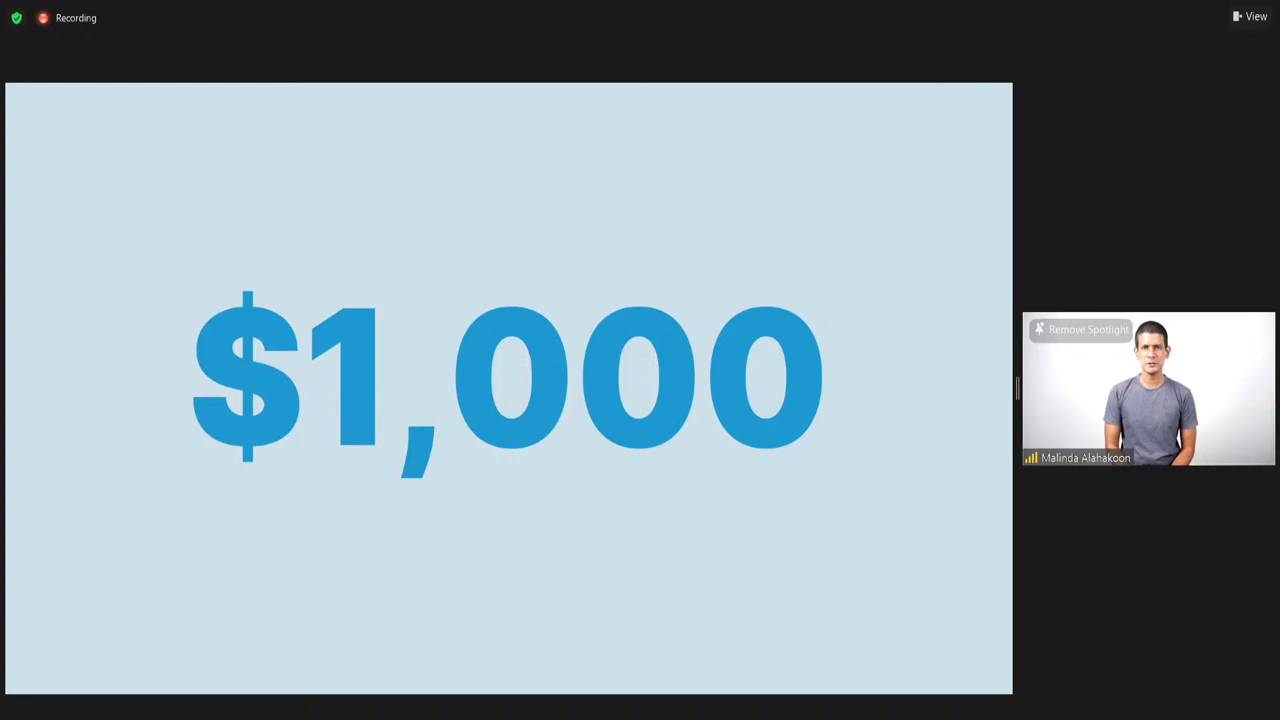 Recording
View
$1,000
Remove Spotlight
Malinda Alahakoon